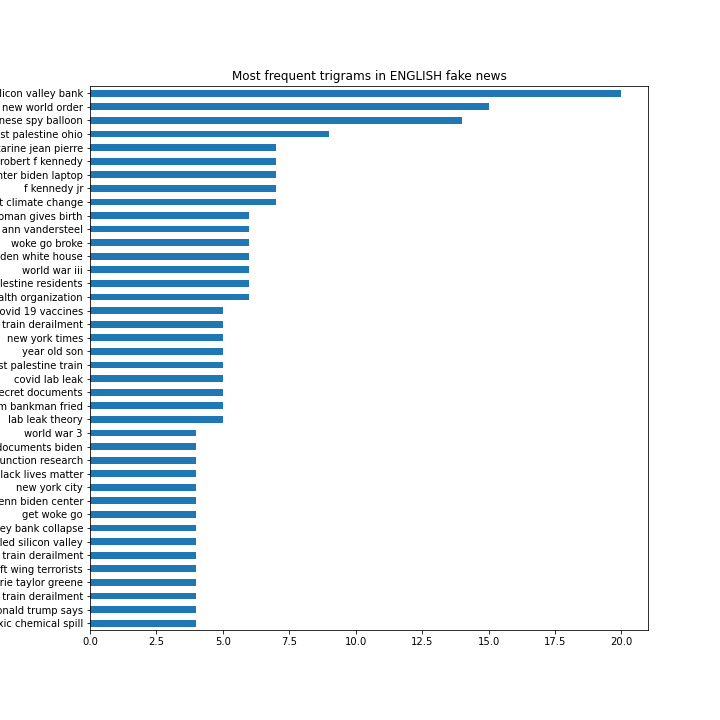 Most frequent trigrams in ENGLISH fake news
licon valley bank
new world order
nese spy balloon
st palestine ohio
karine jean pierre
robert f kennedy
nter biden laptop
f kennedy jr
t climate change
oman gives birth
ann vandersteel
woke go broke
den white house
world war iii
lestine residents
alth organization
ovid 19 vaccines
train derailment
new york times
year old son
st palestine train
covid lab leak
ecret documents
m bankman fried
lab leak theory
world war 3
documents biden
unction research
lack lives matter
new york city
enn biden center
get woke go
ey bank collapse
led silicon valley
train derailment
ft wing terrorists
rie taylor greene
train derailment
onald trump says
xic chemical spill
0.0 2.5 5.0 7.5 10.0 12.5 15.0 17.5 20.0